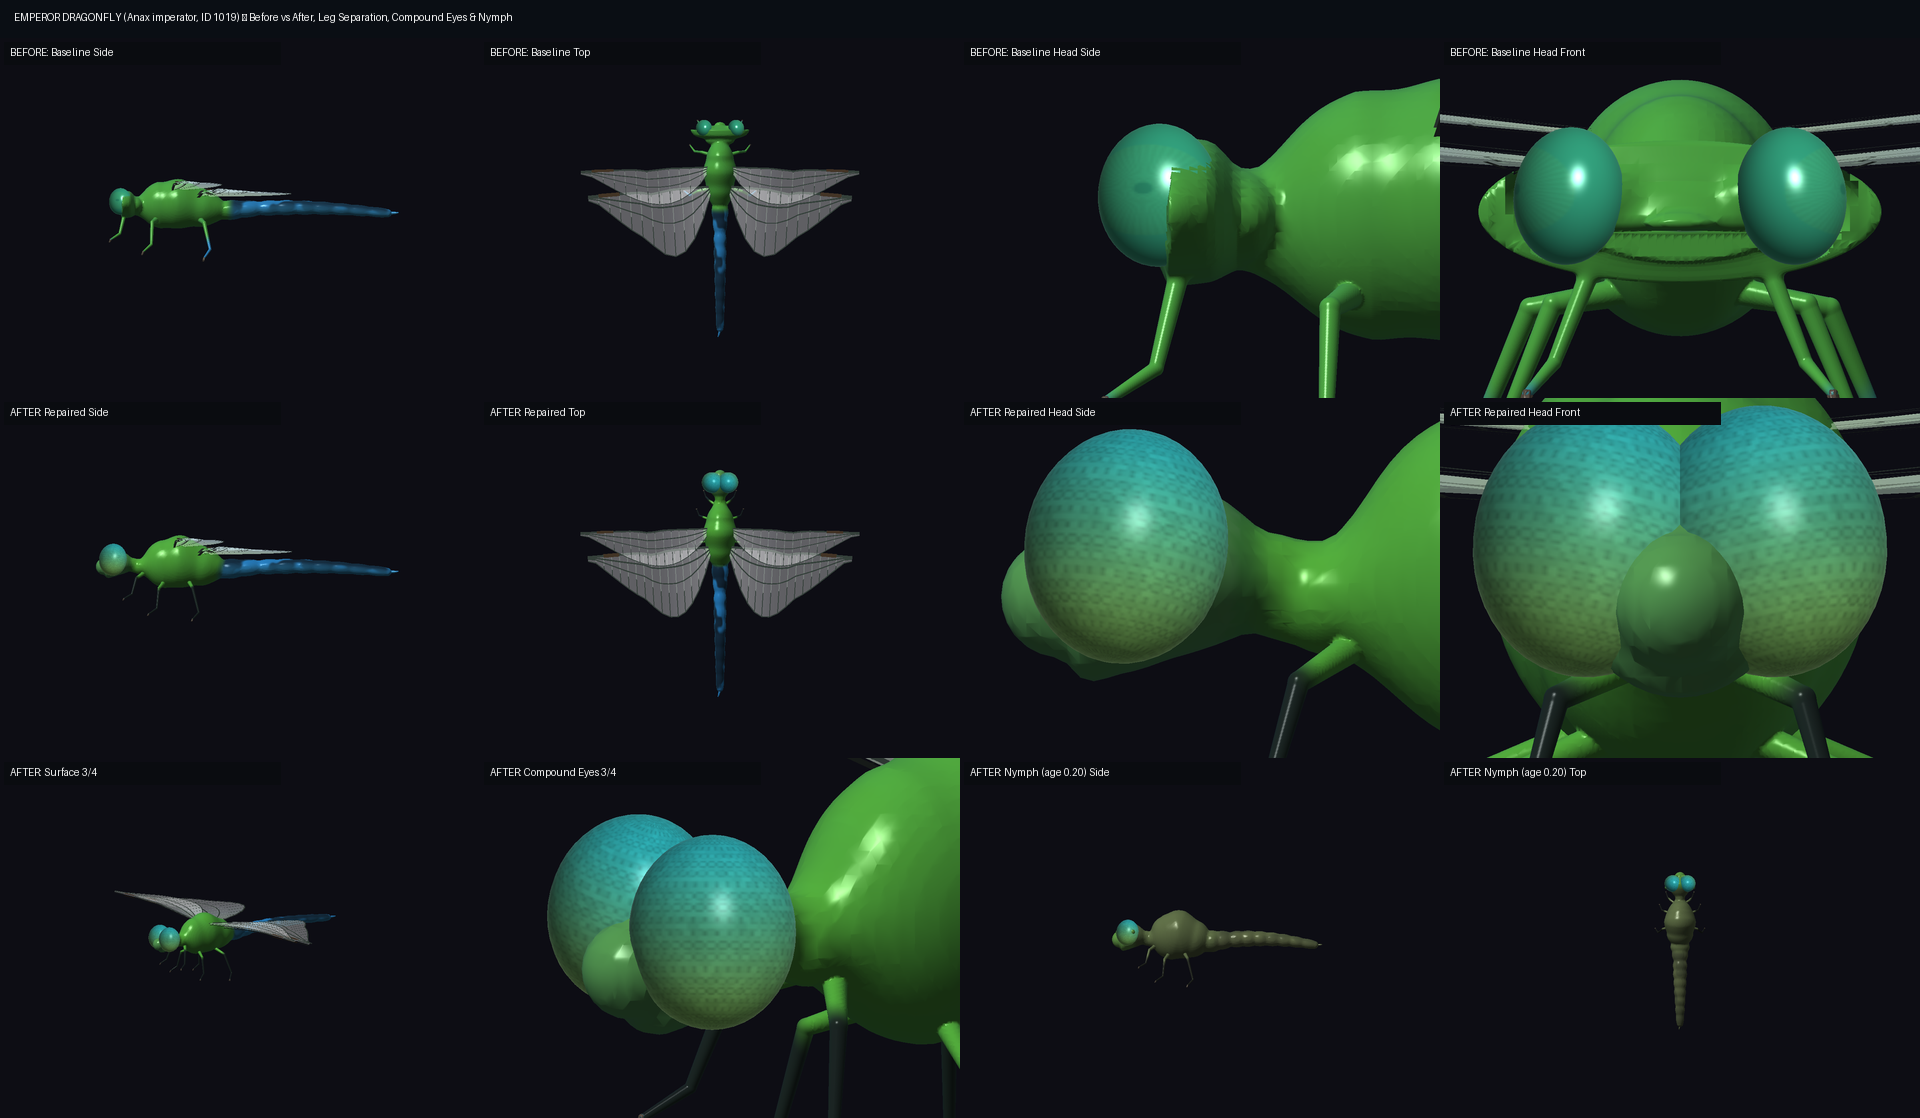 EMPEROR DRAGONFLY (Anax imperator, ID 1019) □ Before vs After, Leg Separation, Compound Eyes & Nymph
BEFORE: Baseline Side
BEFORE: Baseline Top
BEFORE: Baseline Head Side
BEFORE: Baseline Head Front
AFTER: Repaired Side
AFTER: Repaired Top
AFTER: Repaired Head Side
AFTER: Repaired Head Front
AFTER: Surface 3/4
AFTER: Compound Eyes 3/4
AFTER: Nymph (age 0.20) Side
AFTER: Nymph (age 0.20) Top